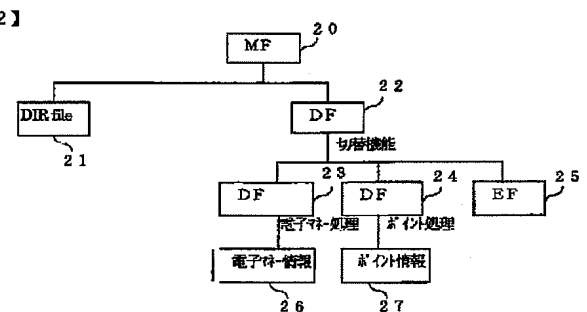 2】
MF
20
DIR file
21
DF
22
切替機能
DF
23
DF
24
EF
25
電子マネー処理
ポイント処理
電子マネー情報
26
ポイント情報
27